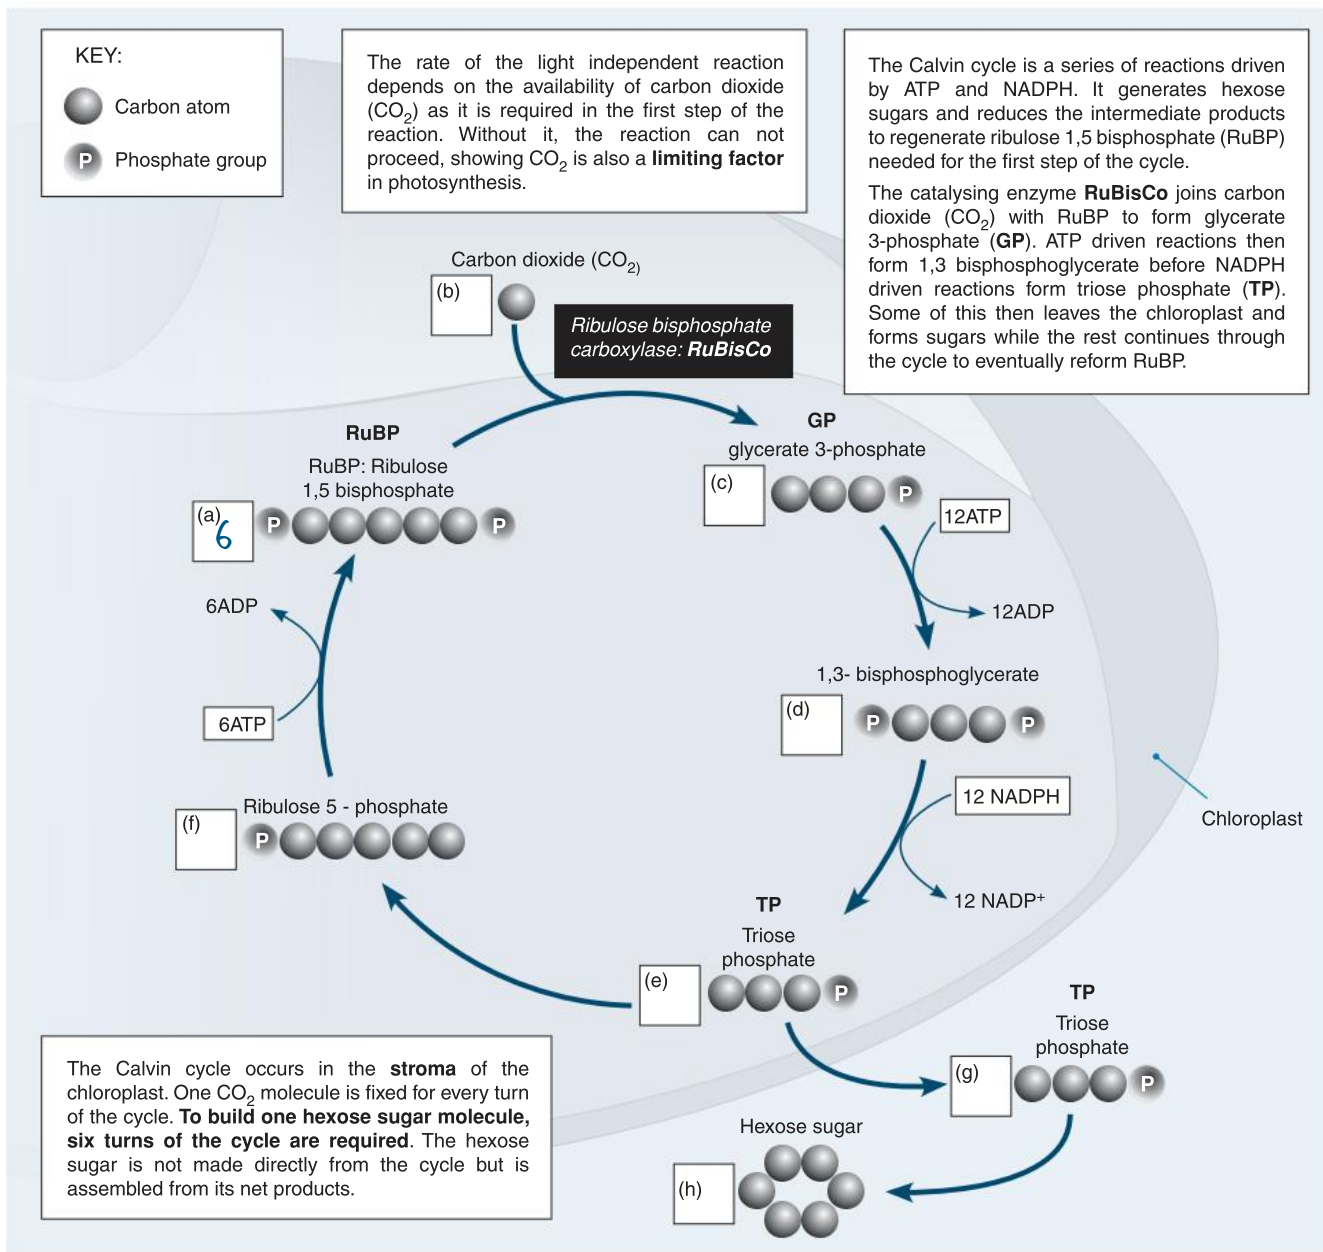 KEY:
Carbon atom
P Phosphate group
The rate of the light independent reaction
depends on the availability of carbon dioxide
(CO2) as it is required in the first step of the
reaction. Without it, the reaction can not
proceed, showing CO2 is also a limiting factor
in photosynthesis.
The Calvin cycle is a series of reactions driven
by ATP and NADPH. It generates hexose
sugars and reduces the intermediate products
to regenerate ribulose 1,5 bisphosphate (RuBP)
needed for the first step of the cycle.
The catalysing enzyme RuBisCo joins carbon
dioxide (CO2) with RuBP to form glycerate
3-phosphate (GP). ATP driven reactions then
form 1,3 bisphosphoglycerate before NADPH
driven reactions form triose phosphate (TP).
Some of this then leaves the chloroplast and
forms sugars while the rest continues through
the cycle to eventually reform RuBP.
Carbon dioxide (CO2)
(b)
Ribulose bisphosphate
carboxylase: RuBisCo
RuBP
RuBP: Ribulose
1,5 bisphosphate
(a) 6
P P
GP
glycerate 3-phosphate
(c)
P
12ATP
12ADP
6ADP
6ATP
1,3- bisphosphoglycerate
(d)
P P
12 NADPH
12 NADP+
Chloroplast
Ribulose 5 - phosphate
(f)
P
TP
Triose
phosphate
(e)
P
TP
Triose
phosphate
(g)
P
Hexose sugar
(h)
The Calvin cycle occurs in the stroma of the
chloroplast. One CO2 molecule is fixed for every turn
of the cycle. To build one hexose sugar molecule,
six turns of the cycle are required. The hexose
sugar is not made directly from the cycle but is
assembled from its net products.